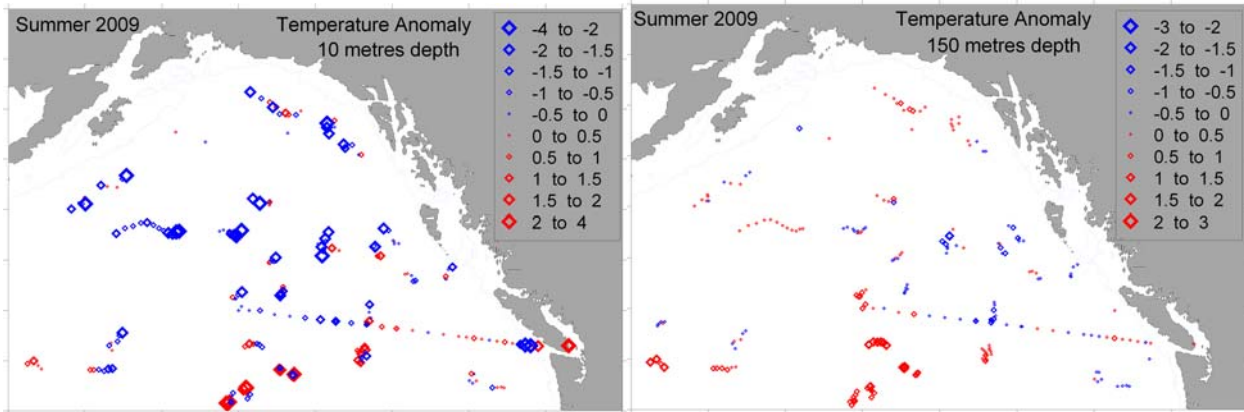 Summer 2009
Temperature Anomaly
10 metres depth
-4 to -2
-2 to -1.5
-1.5 to -1
-1 to -0.5
-0.5 to 0
0 to 0.5
0.5 to 1
1 to 1.5
1.5 to 2
2 to 4
Summer 2009
Temperature Anomaly
150 metres depth
-3 to -2
-2 to -1.5
-1.5 to -1
-1 to -0.5
-0.5 to 0
0 to 0.5
0.5 to 1
1 to 1.5
1.5 to 2
2 to 3